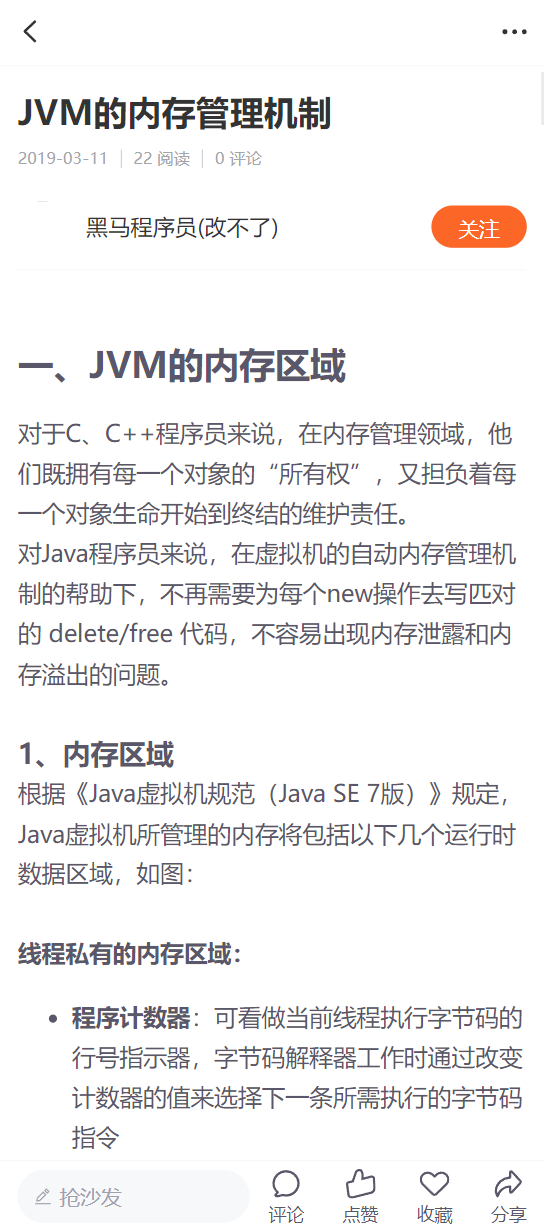 JVM的内存管理机制
2019-03-11 | 22 阅读 | 0 评论
黑马程序员(改不了)
关注
一、JVM的内存区域
对于C、C++程序员来说，在内存管理领域，他
们既拥有每一个对象的“所有权”，又担负着每
一个对象生命开始到终结的维护责任。
对Java程序员来说，在虚拟机的自动内存管理机
制的帮助下，不再需要为每个new操作去写匹对
的 delete/free 代码，不容易出现内存泄露和内
存溢出的问题。
1、内存区域
根据《Java虚拟机规范（Java SE 7版）》规定，
Java虚拟机所管理的内存将包括以下几个运行时
数据区域，如图：
线程私有的内存区域：
• 程序计数器：可看做当前线程执行字节码的
行号指示器，字节码解释器工作时通过改变
计数器的值来选择下一条所需执行的字节码
指令
抢沙发
评论 点赞 收藏 分享